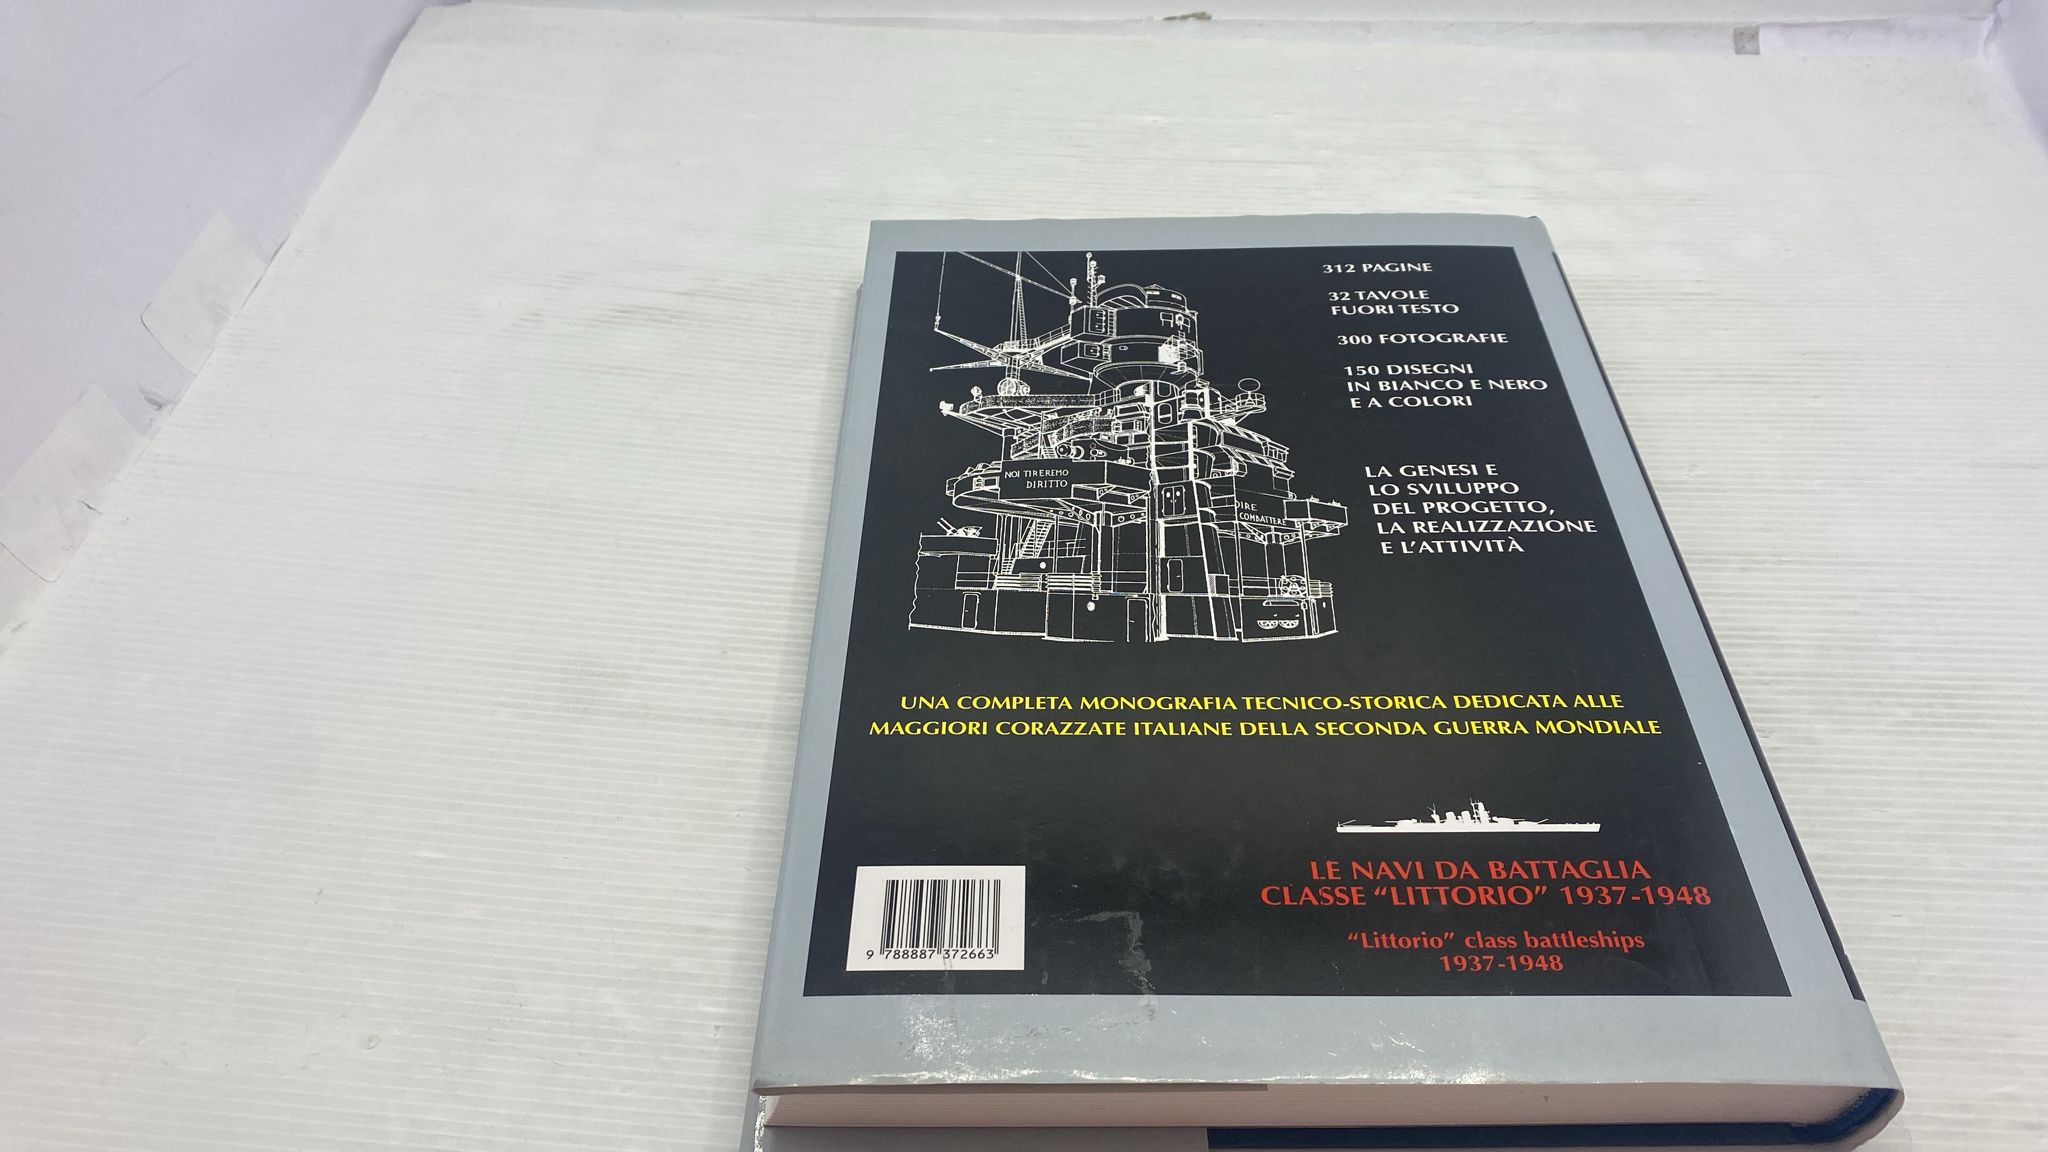 312 PAGINE
32 TAVOLE
FUORI TESTO
300 FOTOGRAFIE
150 DISEGNI
IN BIANCO E NERO
E A COLORI
NOI TIREREMO
DIRITTO
DIRE
COMBATTERE
LA GENESI E
LO SVILUPPO
DEL PROGETTO,
LA REALIZZAZIONE
E L'ATTIVITÀ
UNA COMPLETA MONOGRAFIA TECNICO-STORICA DEDICATA ALLE
MAGGIORI CORAZZATE ITALIANE DELLA SECONDA GUERRA MONDIALE
LE NAVI DA BATTAGLIA
CLASSE "LITTORIO" 1937-1948
"Littorio" class battleships
1937-1948
9 788887 372663